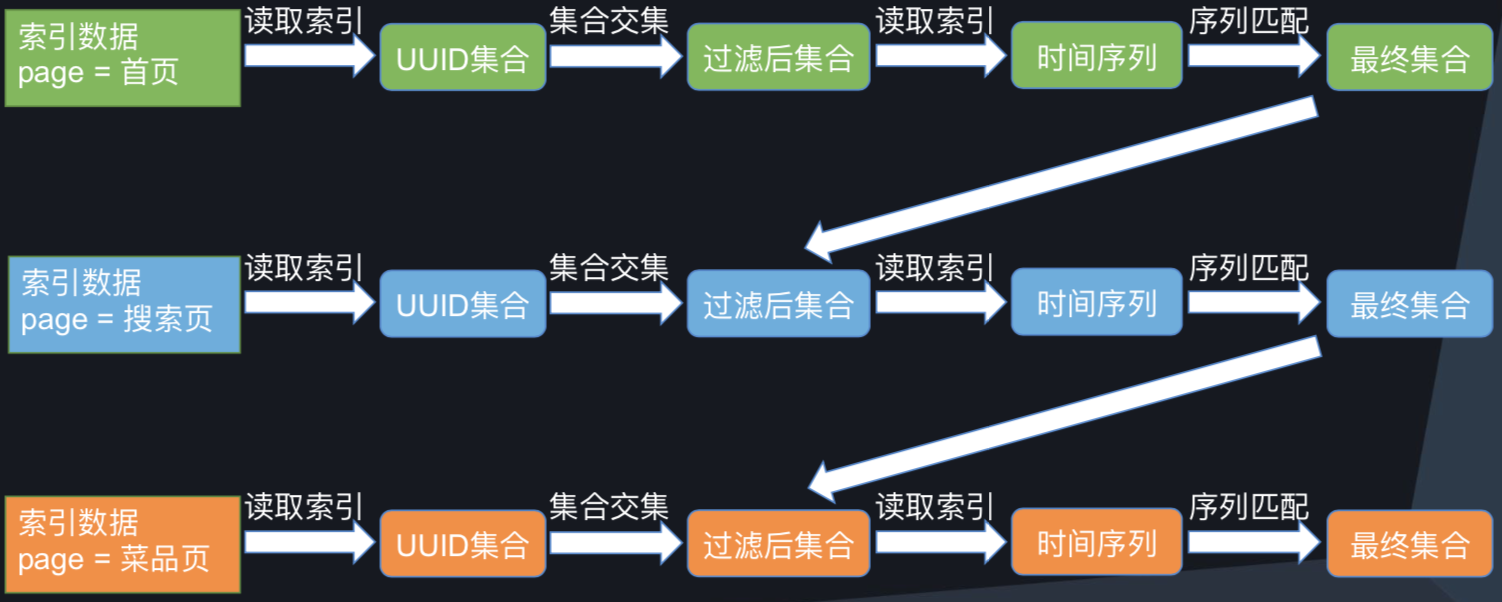 读取索引
集合交集
读取索引
序列匹配
索引数据
page = 首页
UUID集合
过滤后集合
时间序列
最终集合
读取索引
集合交集
读取索引
序列匹配
索引数据
page = 搜索页
UUID集合
过滤后集合
时间序列
最终集合
读取索引
集合交集
读取索引
序列匹配
索引数据
page = 菜品页
UUID集合
过滤后集合
时间序列
最终集合